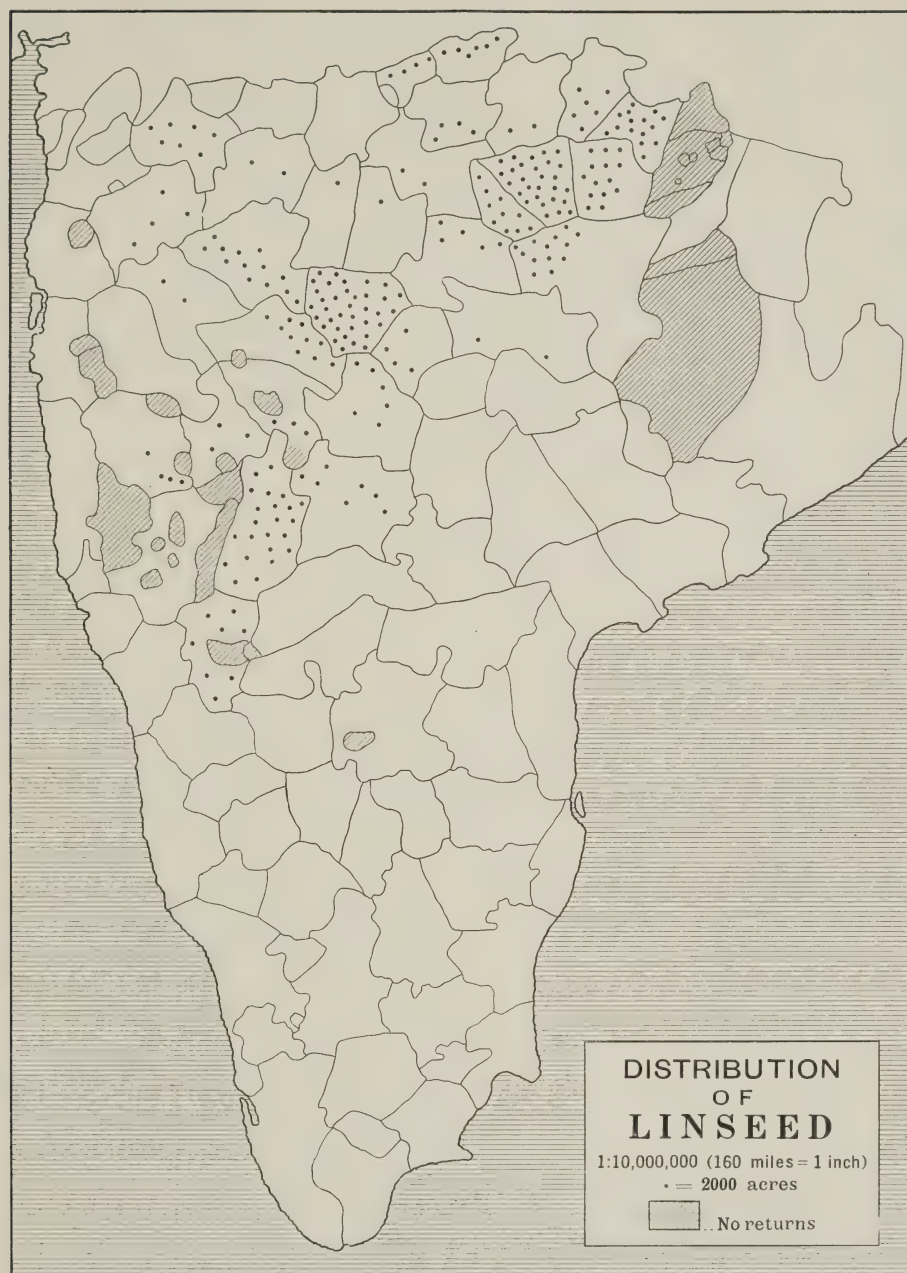 DISTRIBUTION
OF
LINSEED
1:10,000,000 (160 miles = 1 inch)
• = 2000 acres
.. No returns